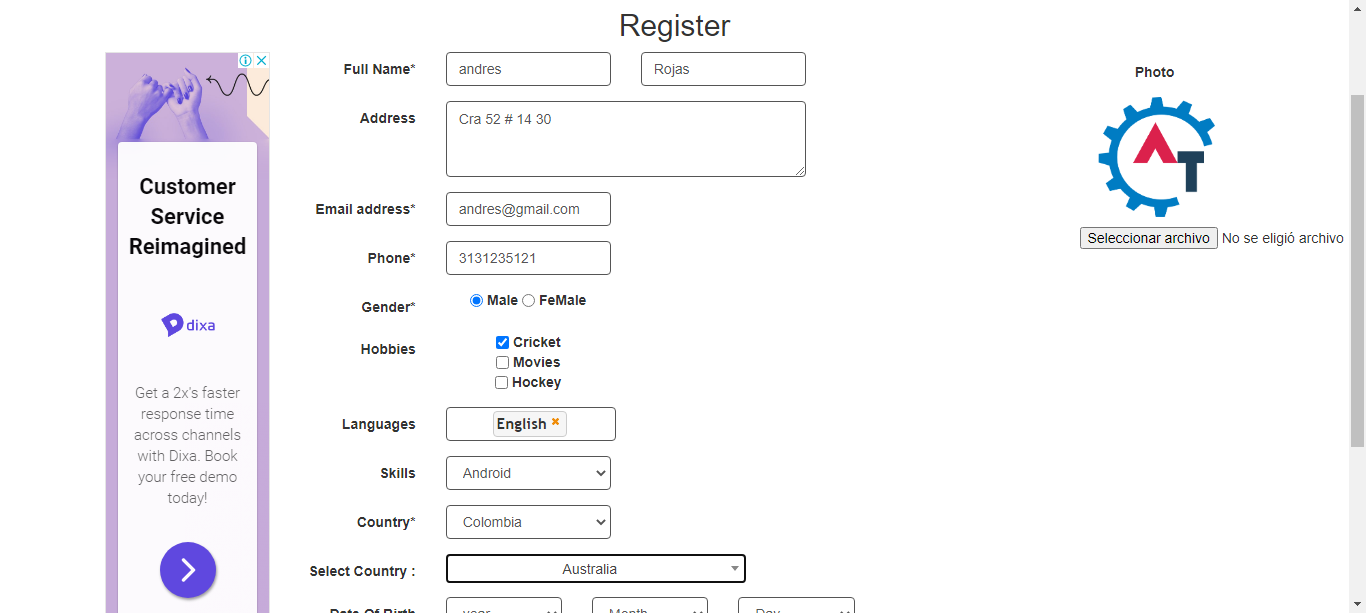 Register
Full Name*
andres
Rojas
Address
Cra 52 # 14 30
Email address*
andres@gmail.com
Phone*
3131235121
Gender*
Male
FeMale
Hobbies
Cricket
Movies
Hockey
Languages
English
Skills
Android
Country*
Colombia
Select Country :
Australia
Date Of Birth
year
Month
Day
Photo
AT
Seleccionar archivo No se eligió archivo
Customer
Service
Reimagined
dixa
Get a 2x's faster
response time
across channels
with Dixa. Book
your free demo
today!